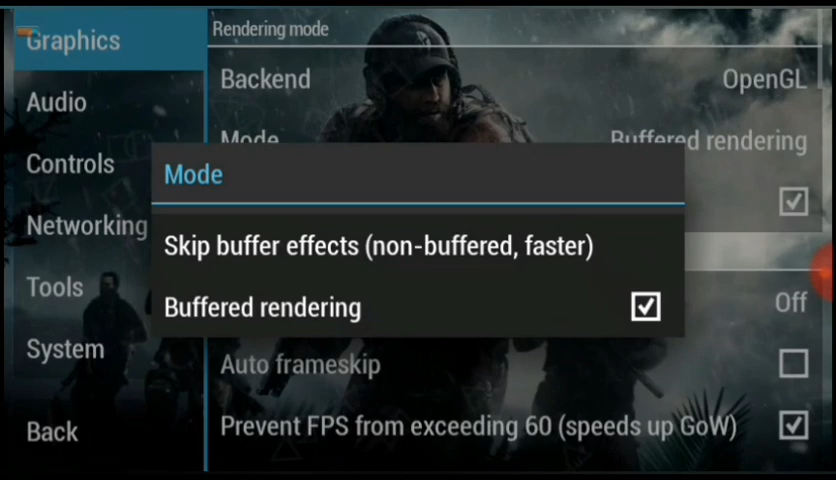 Graphics
Audio
Controls
Networking
Tools
System
Back
Rendering mode
Backend OpenGL
Mode Buffered rendering
Mode
Skip buffer effects (non-buffered, faster)
Buffered rendering
Off
Auto frameskip
Prevent FPS from exceeding 60 (speeds up GoW)